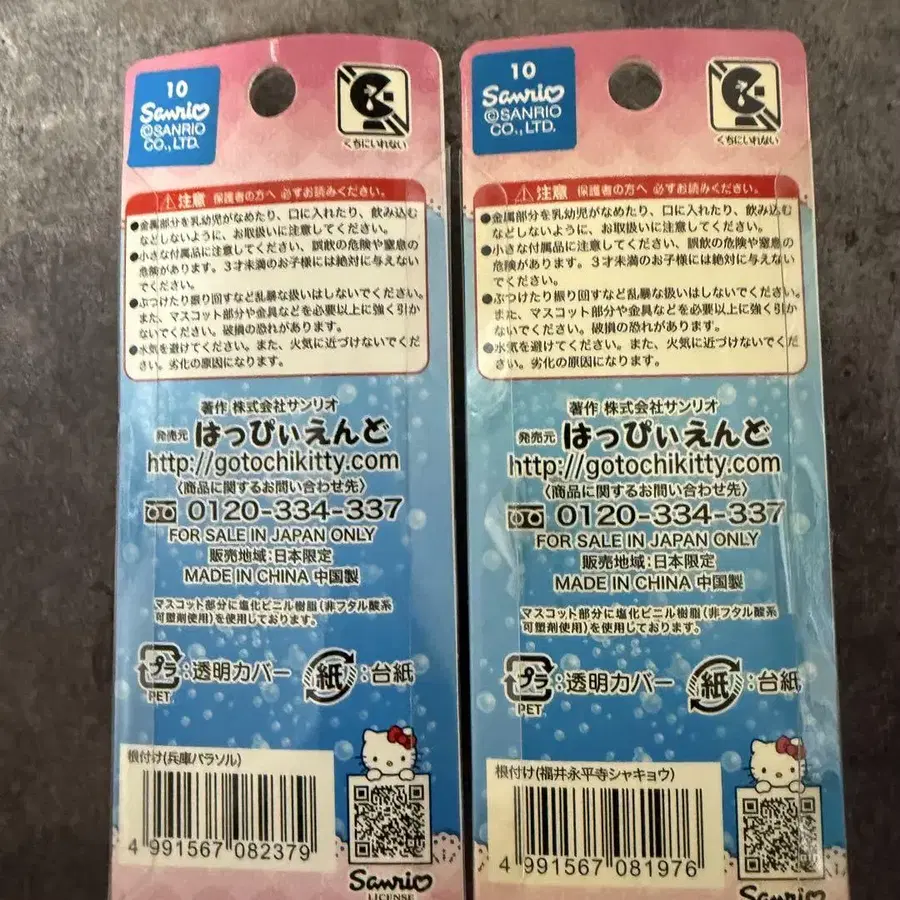 10
Sanrio
©SANRIO
CO.,LTD.
くちにいれない
⚠注意 保護者の方へ 必ずお読みください。
●金属部分を乳幼児がなめたり、口に入れたり、飲み込む
などしないように、お取扱いに注意してください。
●小さな付属品に注意してください、誤飲の危険や窒息の
危険があります。3才未満のお子様には絶対に与えない
でください。
●ぶつけたり振り回すなど乱暴な扱いはしないでください。
また、マスコット部分や金具などを必要以上に強く引か
ないでください。破損の恐れがあります。
●水気を避けてください。また、火気に近づけないでくだ
さい。劣化の原因になります。
著作 株式会社サンリオ
発売元 はっぴぃえんど
http://gotochikitty.com
〈商品に関するお問い合わせ先〉
0120-334-337
FOR SALE IN JAPAN ONLY
販売地域:日本限定
MADE IN CHINA 中国製
マスコット部分に塩化ビニル樹脂(非フタル酸系
可塑剤使用)を使用しております。
プラ
PET
:透明カバー
紙
:台紙
根付け(兵庫パラソル)
4 991567 082379
Sanrio
LICENSE
10
Sanrio
©SANRIO
CO.,LTD.
くちにいれない
⚠注意 保護者の方へ 必ずお読みください。
●金属部分を乳幼児がなめたり、口に入れたり、飲み込む
などしないように、お取扱いに注意してください。
●小さな付属品に注意してください、誤飲の危険や窒息の
危険があります。3才未満のお子様には絶対に与えない
でください。
●ぶつけたり振り回すなど乱暴な扱いはしないでください。
また、マスコット部分や金具などを必要以上に強く引か
ないでください。破損の恐れがあります。
●水気を避けてください。また、火気に近づけないでくだ
さい。劣化の原因になります。
著作 株式会社サンリオ
発売元 はっぴぃえんど
http://gotochikitty.com
〈商品に関するお問い合わせ先〉
0120-334-337
FOR SALE IN JAPAN ONLY
販売地域:日本限定
MADE IN CHINA 中国製
マスコット部分に塩化ビニル樹脂(非フタル酸系
可塑剤使用)を使用しております。
プラ
PET
:透明カバー
紙
:台紙
根付け(福井永平寺シャキョウ)
4 991567 081976
Sanrio